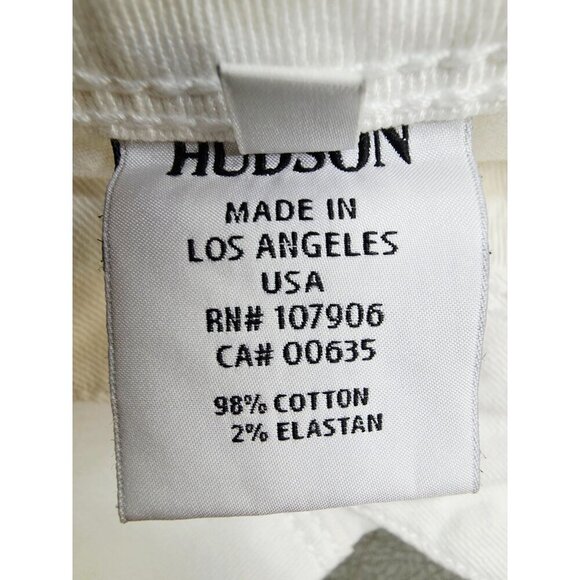 HUDSON
MADE IN
LOS ANGELES
USA
RN# 107906
CA# 00635
98% COTTON
2% ELASTAN